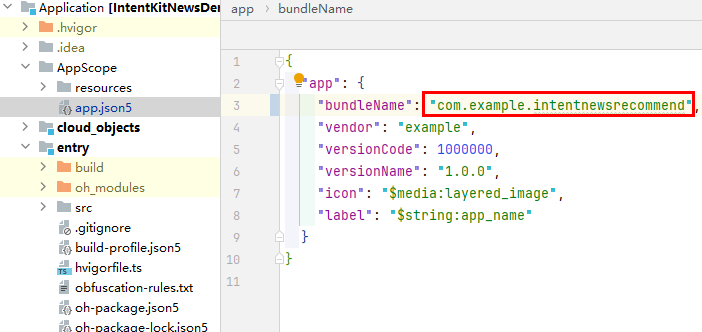 Application [IntentKitNewsDer
.hvigor
.idea
AppScope
resources
app.json5
cloud_objects
entry
build
oh_modules
src
.gitignore
build-profile.json5
hvigorfile.ts
obfuscation-rules.txt
oh-package.json5
oh-package-lock.json5
app > bundleName
1 {
2 "app": {
3 "bundleName": "com.example.intentnewsrecommend",
4 "vendor": "example",
5 "versionCode": 1000000,
6 "versionName": "1.0.0",
7 "icon": "$media:layered_image",
8 "label": "$string:app_name"
9 }
10 }
11